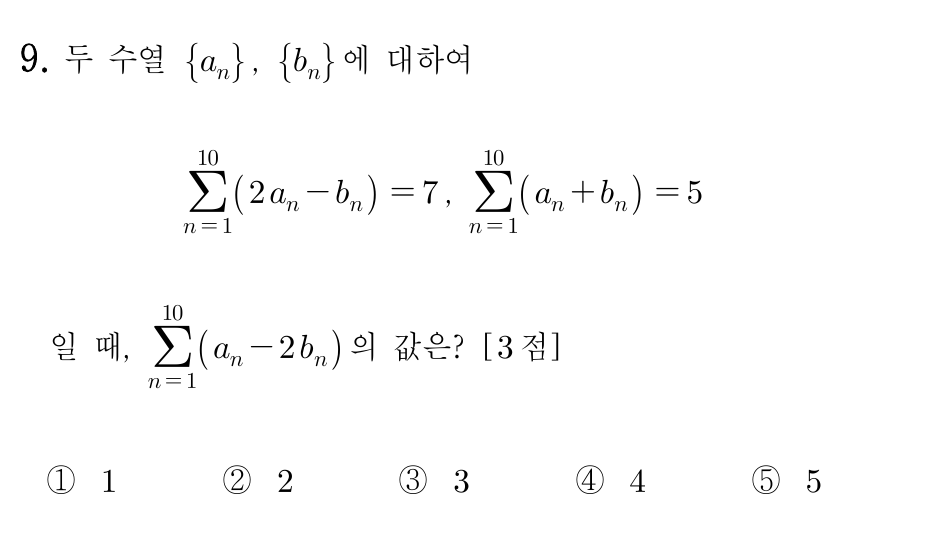 9. 두 수열 {aₙ}, {bₙ}에 대하여
∑_{n=1}^{10}(2aₙ−bₙ)=7, ∑_{n=1}^{10}(aₙ+bₙ)=5
일 때, ∑_{n=1}^{10}(aₙ−2bₙ)의 값은? [3점]
① 1 ② 2 ③ 3 ④ 4 ⑤ 5